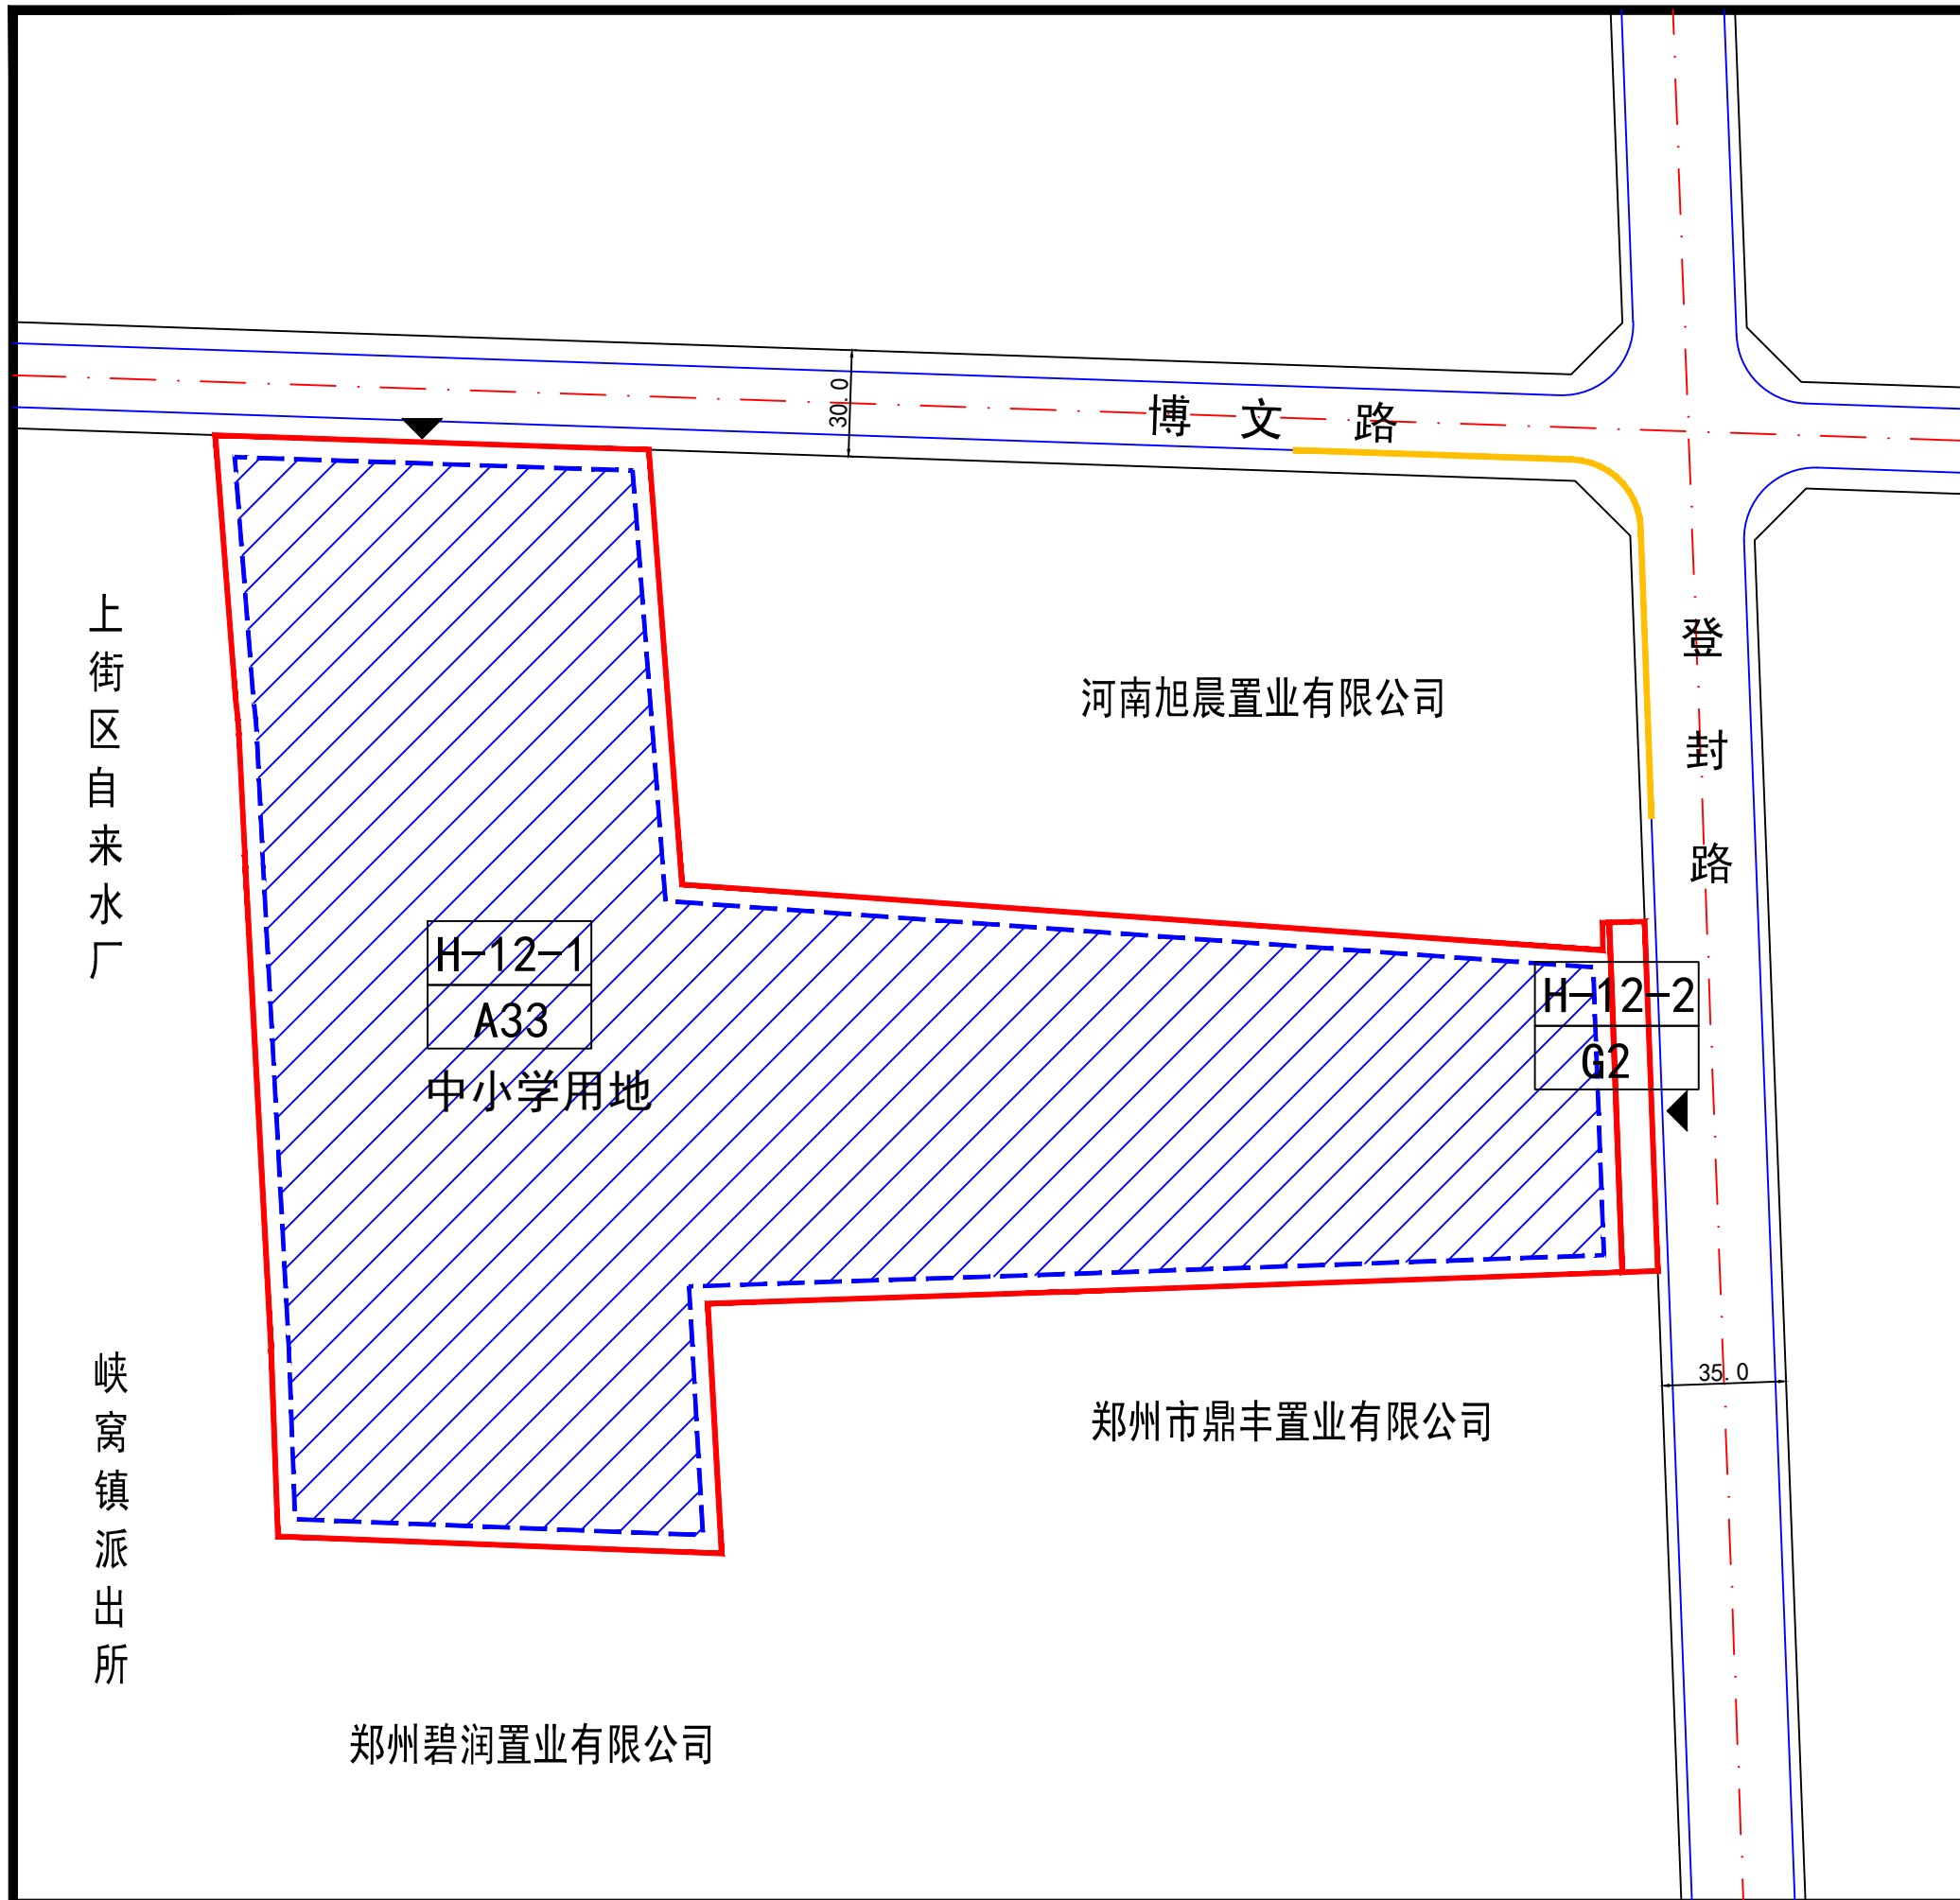 30.0
博文路
登封路
上街区自来水厂
河南旭晨置业有限公司
H-12-1
A33
中小学用地
H-12-2
G2
35.0
峡窝镇派出所
郑州市鼎丰置业有限公司
郑州碧润置业有限公司